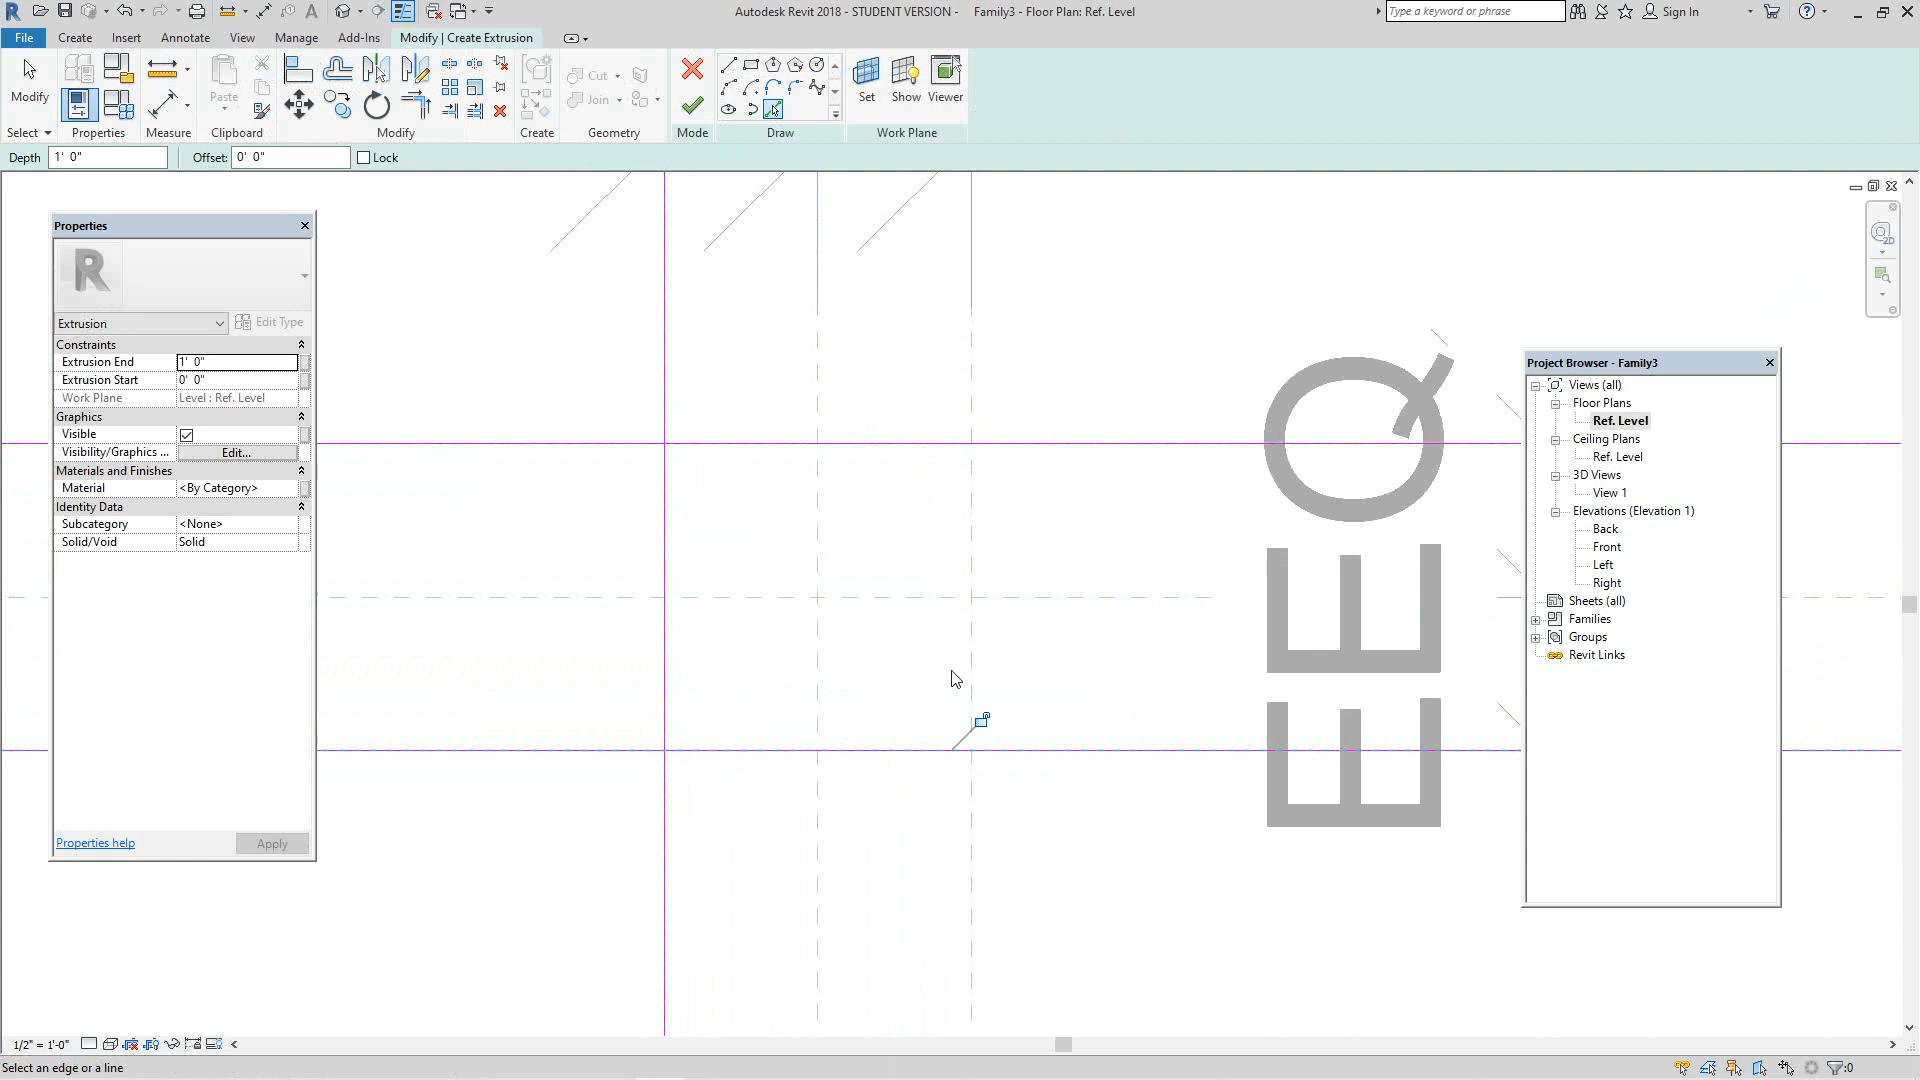 Autodesk Revit 2018 - STUDENT VERSION - Family3 - Floor Plan: Ref. Level
Type a keyword or phrase
Sign In
File Create Insert Annotate View Manage Add-Ins Modify | Create Extrusion
Modify
Paste
Cut
Join
Set Show Viewer
Select Properties Measure Clipboard Modify Create Geometry Mode Draw Work Plane
Depth 1' 0" Offset: 0' 0" Lock
Properties
R
Extrusion Edit Type
Constraints
Extrusion End 1' 0"
Extrusion Start 0' 0"
Work Plane Level : Ref. Level
Graphics
Visible
Visibility/Graphics ... Edit...
Materials and Finishes
Material <By Category>
Identity Data
Subcategory <None>
Solid/Void Solid
Properties help Apply
EEQ
Project Browser - Family3
Views (all)
Floor Plans
Ref. Level
Ceiling Plans
Ref. Level
3D Views
View 1
Elevations (Elevation 1)
Back
Front
Left
Right
Sheets (all)
Families
Groups
Revit Links
2D
1/2" = 1'-0"
Select an edge or a line
:0